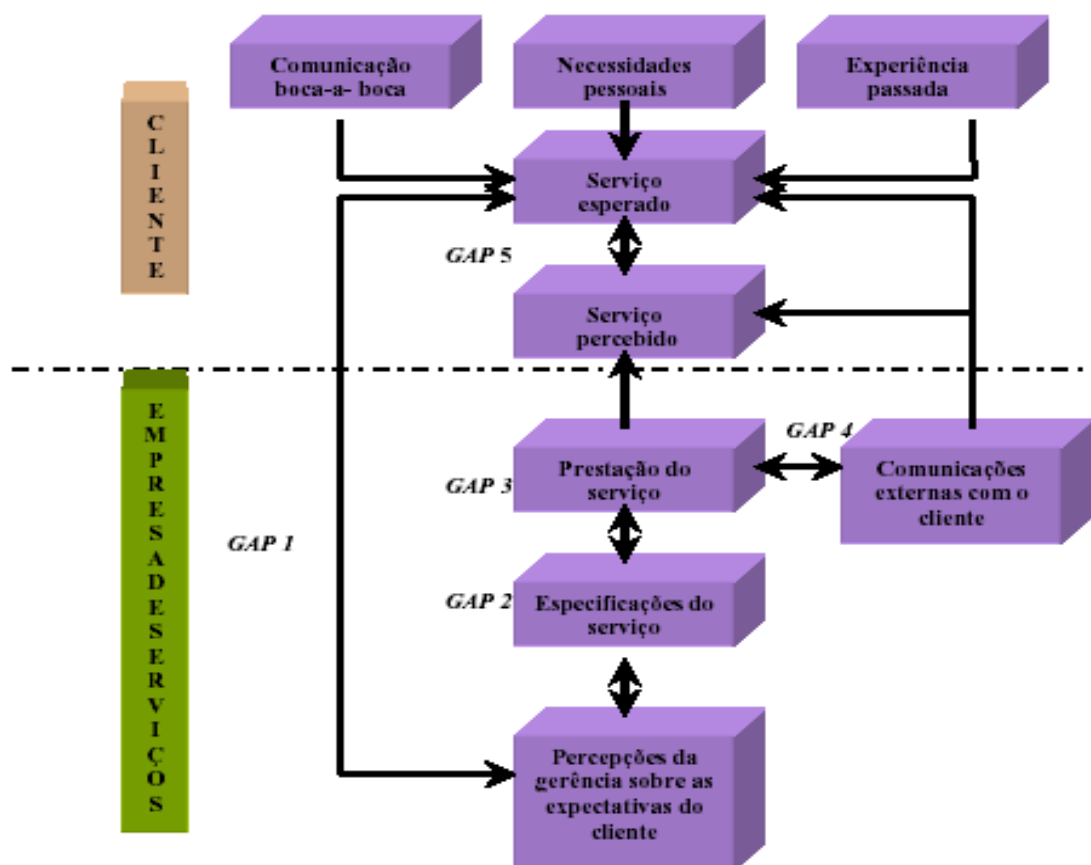 Comunicação
boca-a- boca
Necessidades
pessoais
Experiência
passada
CLIENTE
Serviço
esperado
GAP 5
Serviço
percebido
EMPRESADESERVIÇOS
GAP 4
Prestação do
serviço
Comunicações
externas com o
cliente
GAP 3
GAP 1
GAP 2
Especificações do
serviço
Percepções da
gerência sobre as
expectativas do
cliente